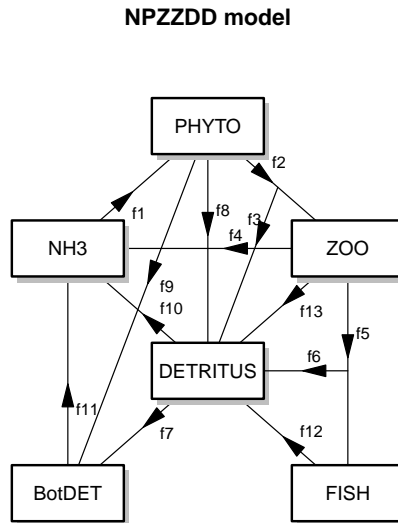 NPZZDD model
PHYTO
f2
f1
f8
f3
f4
NH3
ZOO
f9
f10
f13
f5
f6
DETRITUS
f11
f7
f12
BotDET
FISH